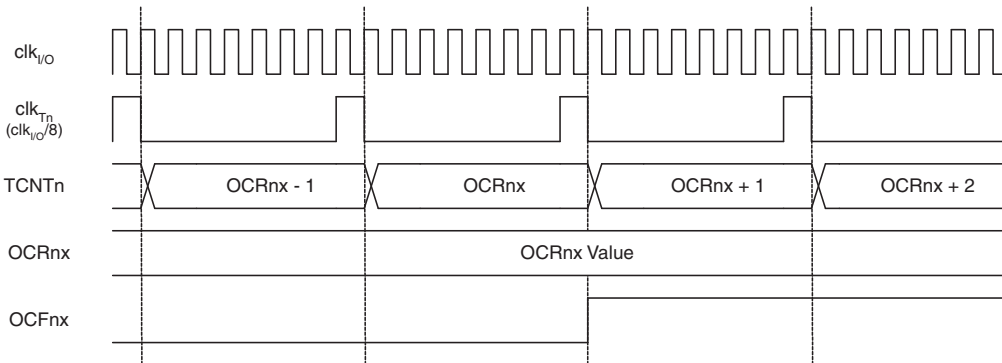 clkI/O
clkTn
(clkI/O/8)
TCNTn
OCRnx - 1
OCRnx
OCRnx + 1
OCRnx + 2
OCRnx
OCRnx Value
OCFnx